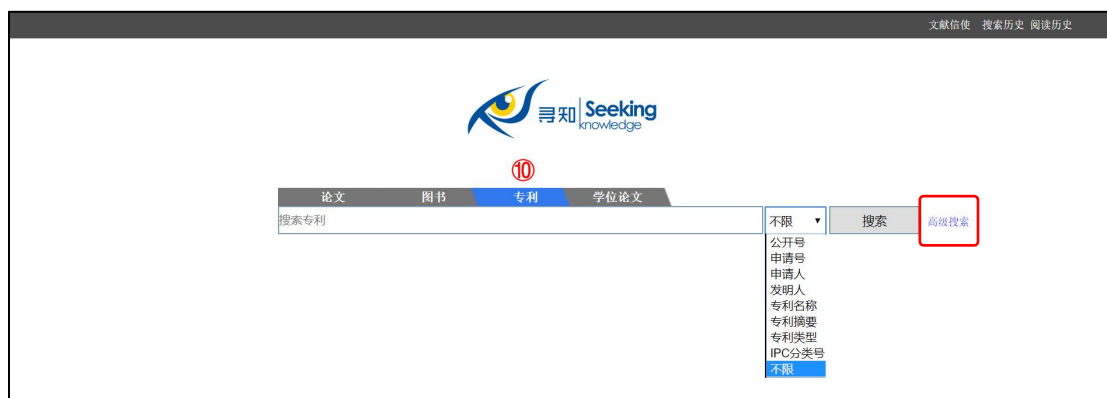 文献信使 搜索历史 阅读历史
寻知 Seeking
knowledge
⑩
论文 图书 专利 学位论文
搜索专利 不限 ▼ 搜索 高级搜索
公开号
申请号
申请人
发明人
专利名称
专利摘要
专利类型
IPC分类号
不限